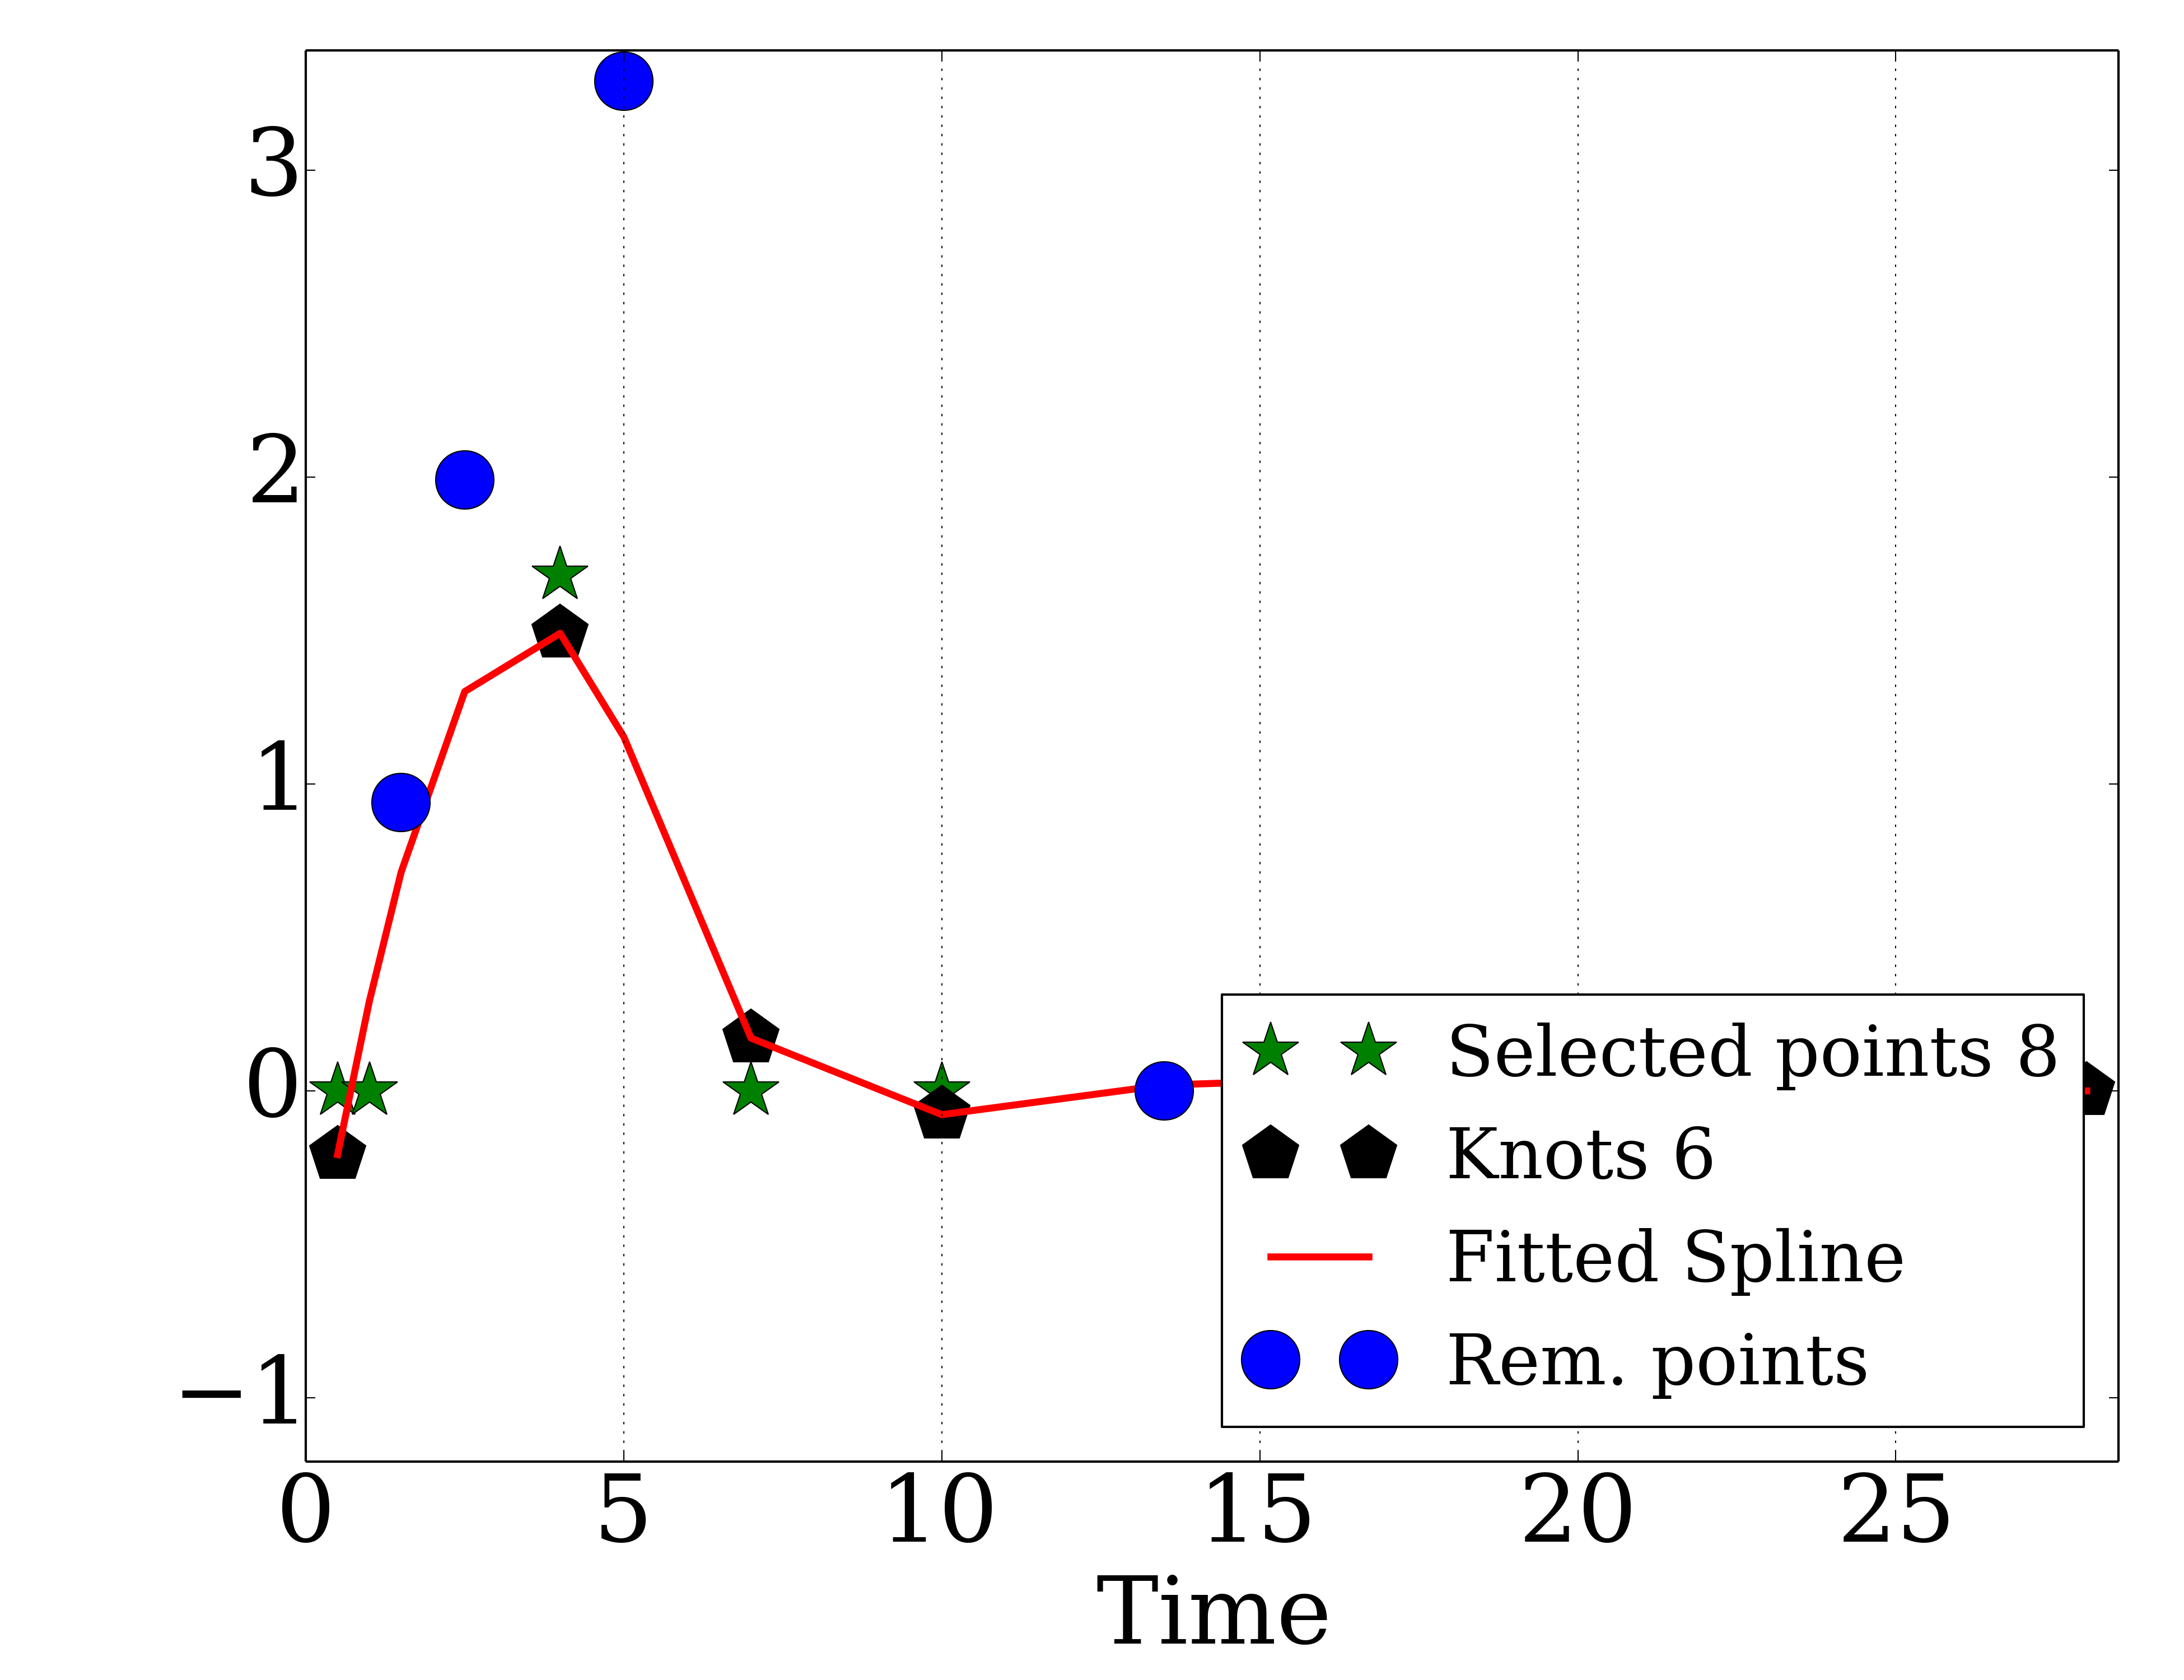 3
2
1
0
−1
Selected points 8
Knots 6
Fitted Spline
Rem. points
0 5 10 15 20 25
Time